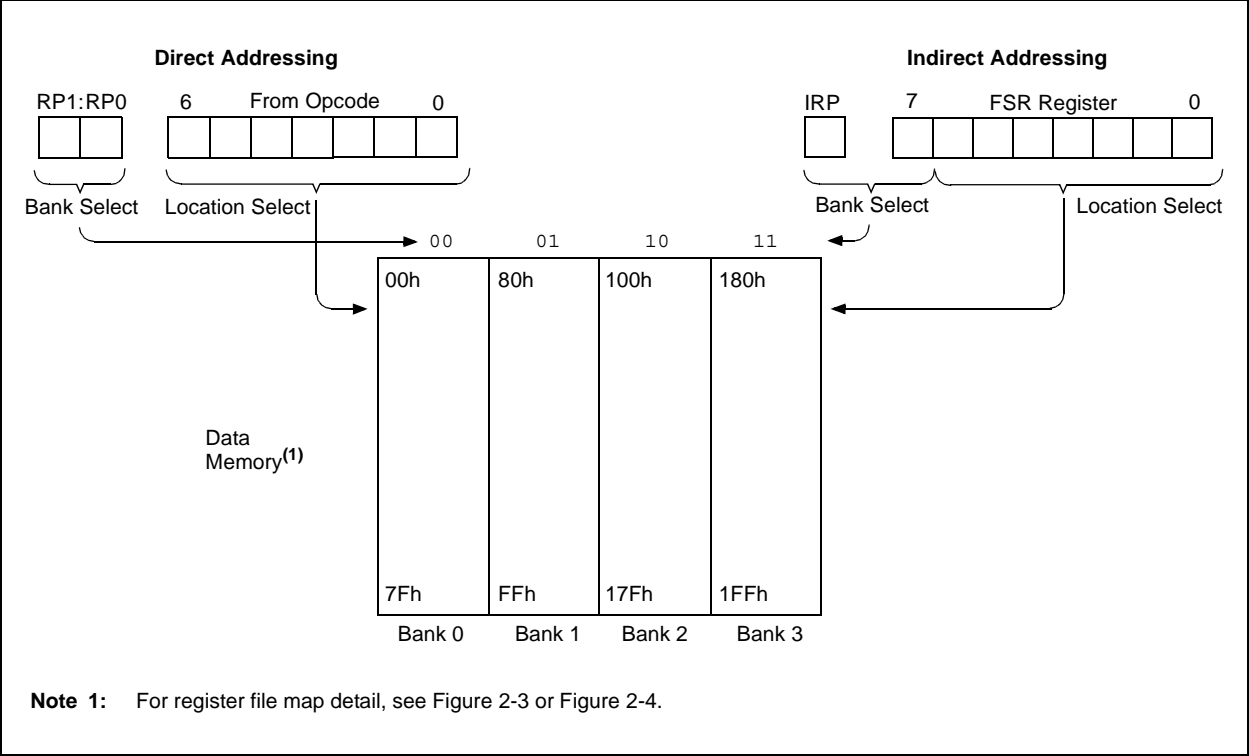 Direct Addressing
Indirect Addressing
RP1:RP0 6 From Opcode 0
IRP 7 FSR Register 0
Bank Select Location Select
Bank Select Location Select
00 01 10 11
00h 80h 100h 180h
Data
Memory(1)
7Fh FFh 17Fh 1FFh
Bank 0 Bank 1 Bank 2 Bank 3
Note 1: For register file map detail, see Figure 2-3 or Figure 2-4.